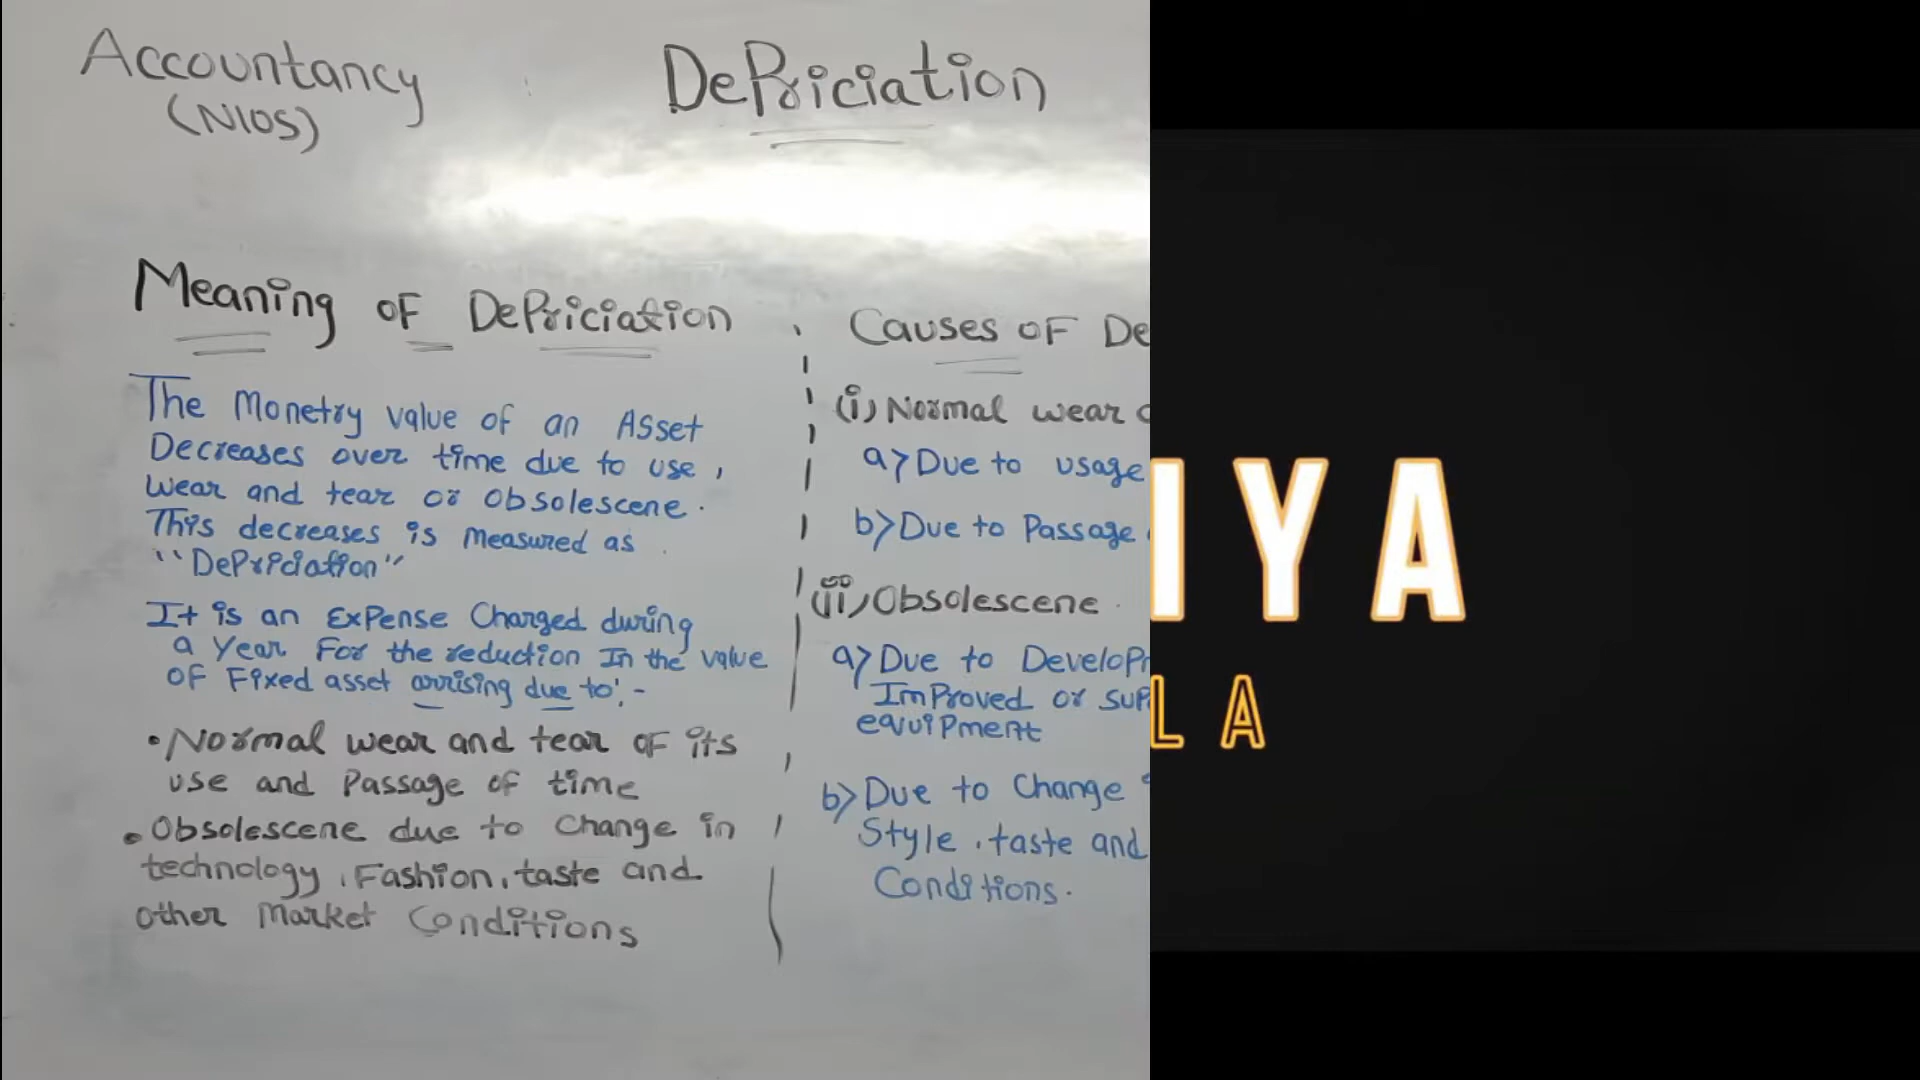 Accountancy
(NIOS)
DePriciation
Meaning of DePriciation
The Monetry value of an Asset
Decreases over time due to use,
wear and tear or Obsolescene.
This decreases is measured as
"DePriciation"
It is an Expense Charged during
a Year For the reduction In the value
OF Fixed asset arrising due to:-
• Normal wear and tear of its
use and Passage of time
• Obsolescene due to change in
technology, Fashion, taste and
other Market Conditions
Causes OF De
(i) Normal wear
a> Due to usage
b> Due to Passage
(ii) Obsolescene
a> Due to DeveloP
ImProved or suP
equiPment
b> Due to Change
Style, taste and
Conditions.
IYA
LA